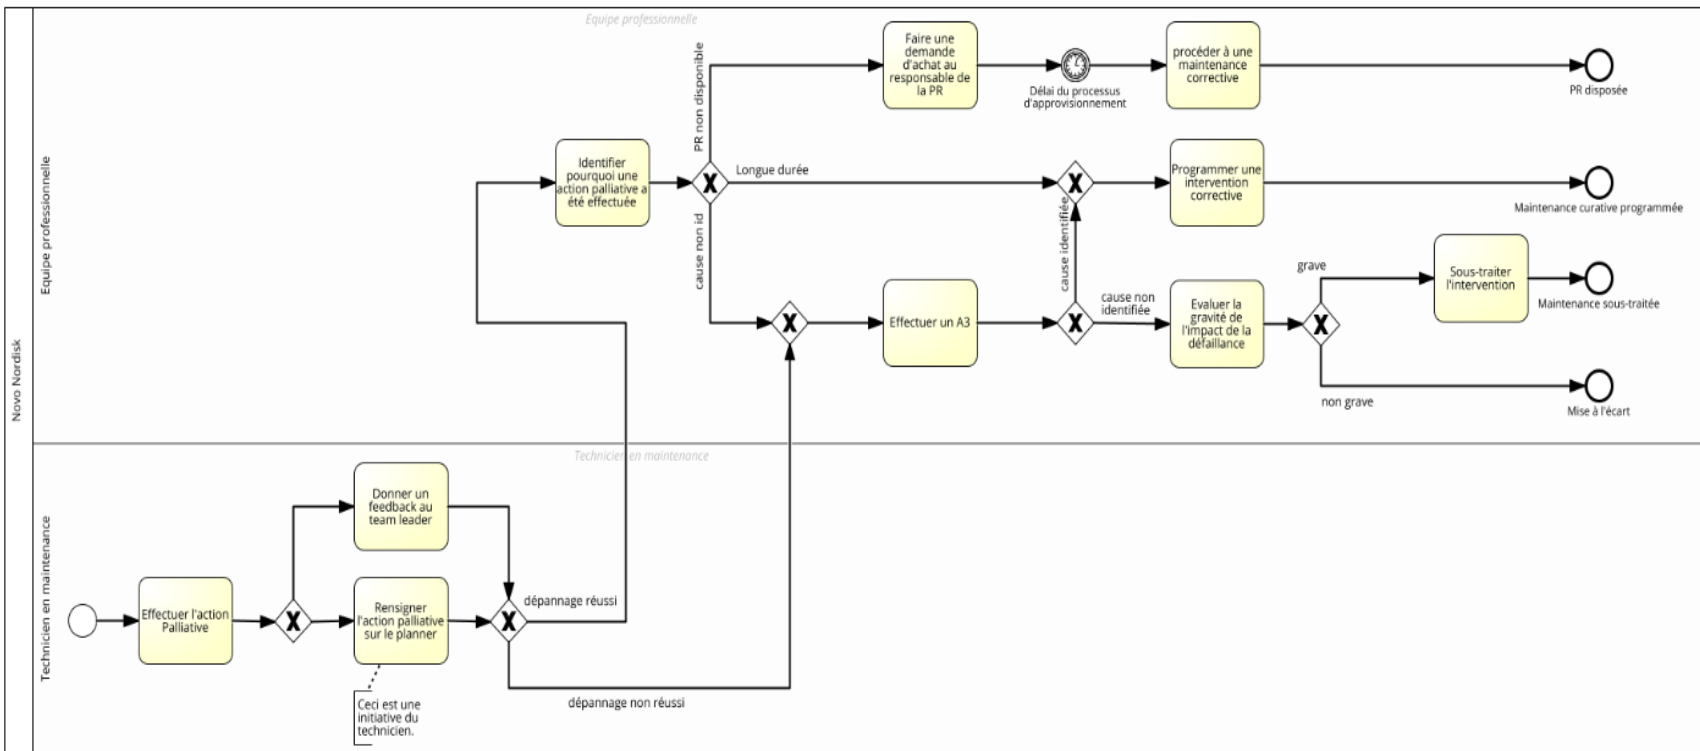 Novo Nordisk
Equipe professionnelle
Equipe professionnelle
Identifier
pourquoi une
action palliative a
été effectuée
PR non disponible
Longue durée
cause non id
Faire une
demande
d'achat au
responsable de
la PR
Délai du processus
d'approvisionnement
procéder à une
maintenance
corrective
PR disposée
Programmer une
intervention
corrective
Maintenance curative programmée
Effectuer un A3
cause identifiée
cause non
identifiée
Evaluer la
gravité de
l'impact de la
défaillance
grave
Sous-traiter
l'intervention
Maintenance sous-traitée
non grave
Mise à l'écart
Technicien en maintenance
Technicien en maintenance
Effectuer l'action
Palliative
Donner un
feedback au
team leader
Rensigner
l'action palliative
sur le planner
Ceci est une
initiative du
technicien.
dépannage réussi
dépannage non réussi